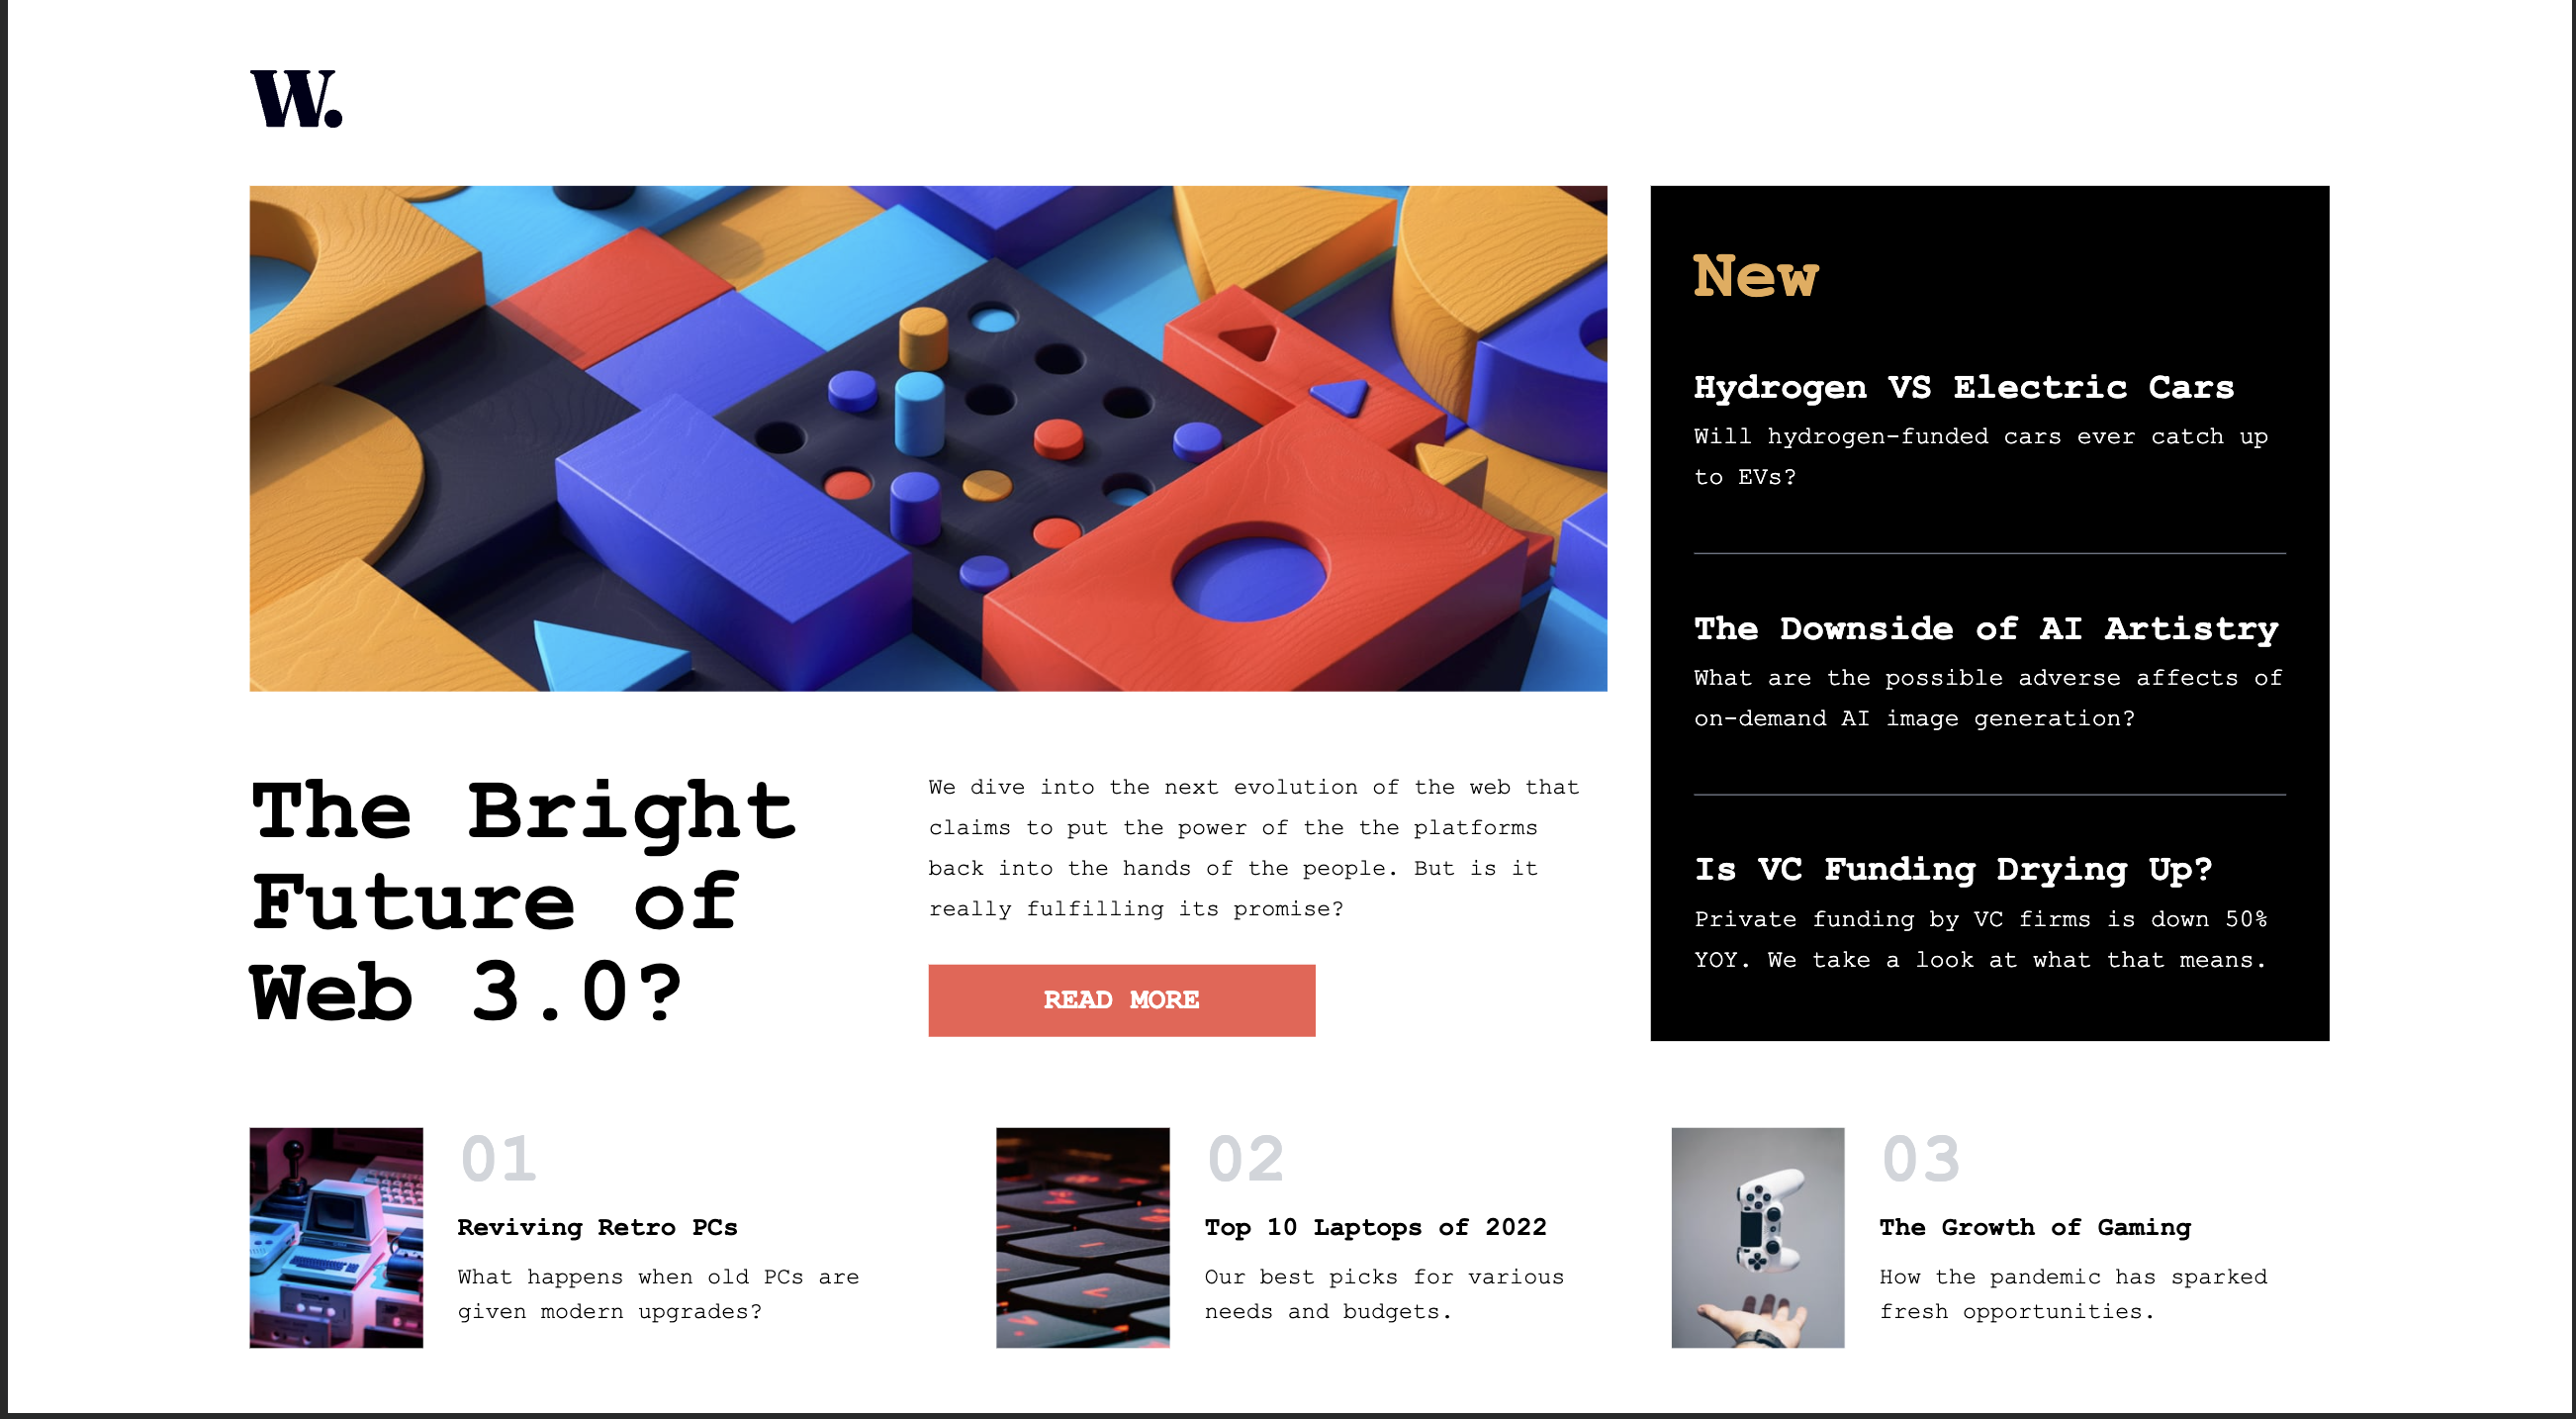 W.
New
Hydrogen VS Electric Cars
Will hydrogen-funded cars ever catch up
to EVs?
The Downside of AI Artistry
What are the possible adverse affects of
on-demand AI image generation?
Is VC Funding Drying Up?
Private funding by VC firms is down 50%
YOY. We take a look at what that means.
The Bright
Future of
Web 3.0?
We dive into the next evolution of the web that
claims to put the power of the the platforms
back into the hands of the people. But is it
really fulfilling its promise?
READ MORE
01
Reviving Retro PCs
What happens when old PCs are
given modern upgrades?
02
Top 10 Laptops of 2022
Our best picks for various
needs and budgets.
03
The Growth of Gaming
How the pandemic has sparked
fresh opportunities.